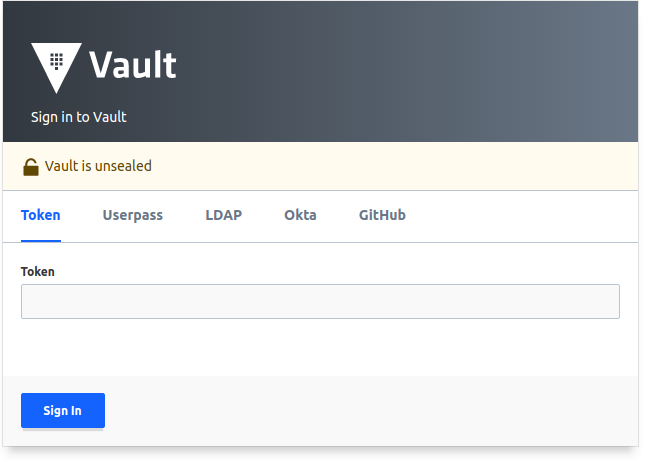 Vault
Sign in to Vault
Vault is unsealed
Token Userpass LDAP Okta GitHub
Token
Sign In